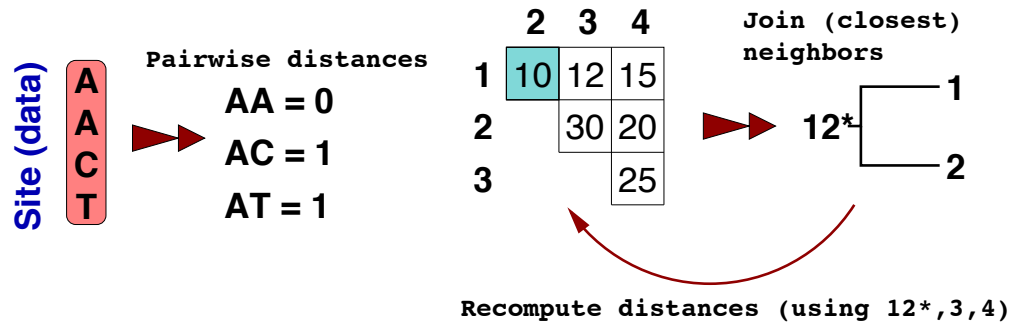 Site (data)
A
A
C
T
Pairwise distances
AA = 0
AC = 1
AT = 1
2 3 4
1 10 12 15
2 30 20
3 25
Join (closest)
neighbors
12*
1
2
Recompute distances (using 12*,3,4)